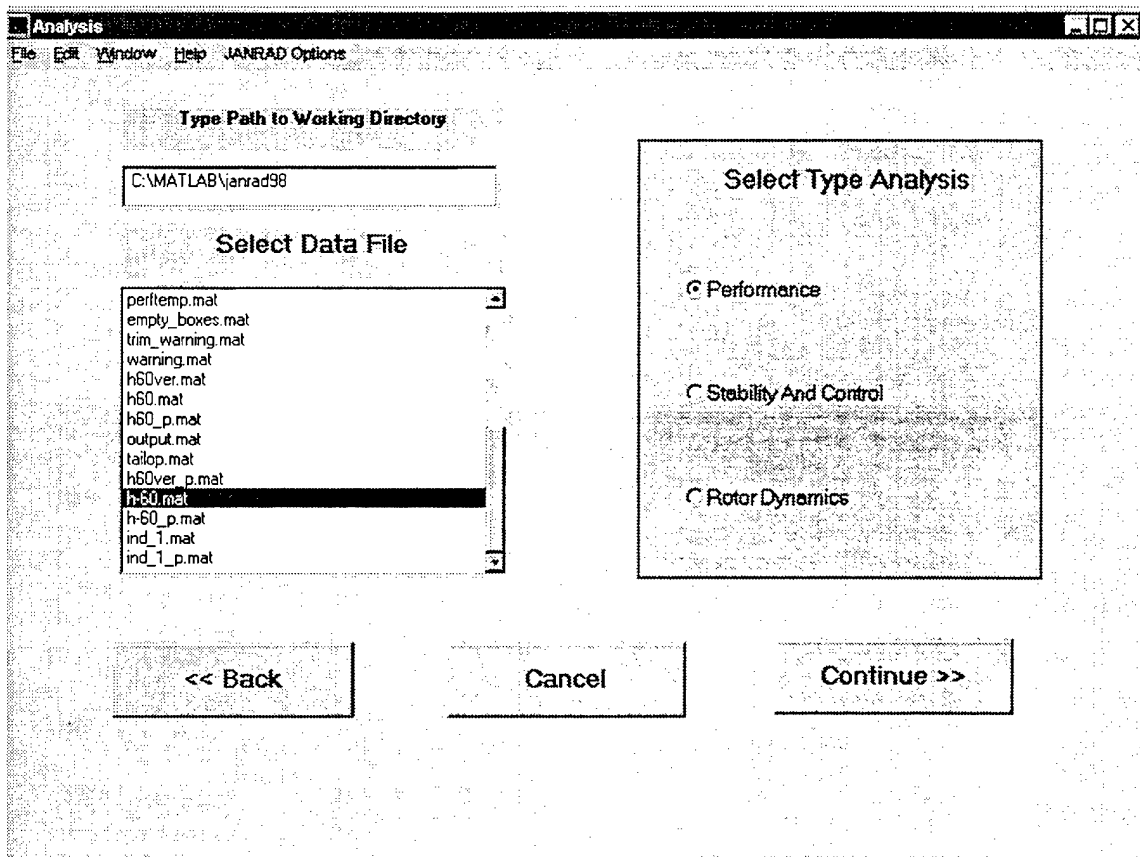 Analysis
File Edit Window Help JANRAD Options
Type Path to Working Directory
C:\MATLAB\janrad98
Select Data File
perftemp.mat
empty_boxes.mat
trim_warning.mat
warning.mat
h60ver.mat
h60.mat
h60_p.mat
output.mat
tailop.mat
h60ver_p.mat
h-60.mat
h-60_p.mat
ind_1.mat
ind_1_p.mat
Select Type Analysis
Performance
Stability And Control
Rotor Dynamics
<< Back
Cancel
Continue >>